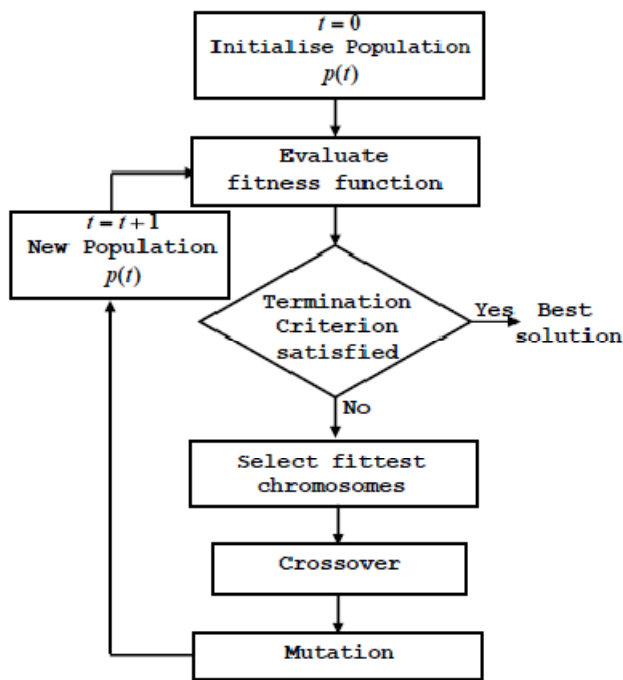 t = 0
Initialise Population
p(t)
Evaluate
fitness function
t = t + 1
New Population
p(t)
Termination
Criterion
satisfied
Yes Best
solution
No
Select fittest
chromosomes
Crossover
Mutation